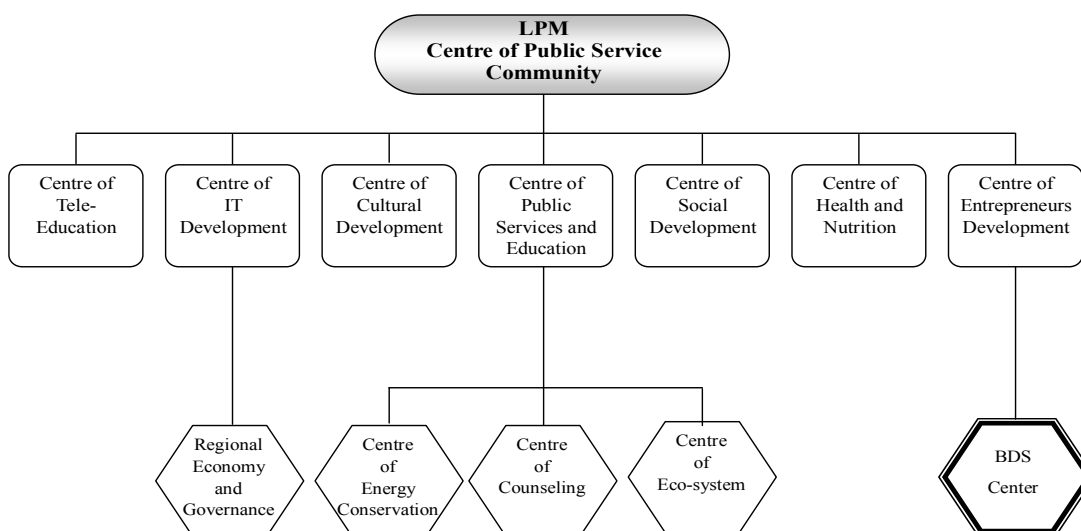 LPM
Centre of Public Service
Community
Centre of
Tele-
Education
Centre of
IT
Development
Centre of
Cultural
Development
Centre of
Public
Services and
Education
Centre of
Social
Development
Centre of
Health and
Nutrition
Centre of
Entrepreneurs
Development
Regional
Economy
and
Governance
Centre
of
Energy
Conservation
Centre
of
Counseling
Centre
of
Eco-system
BDS
Center